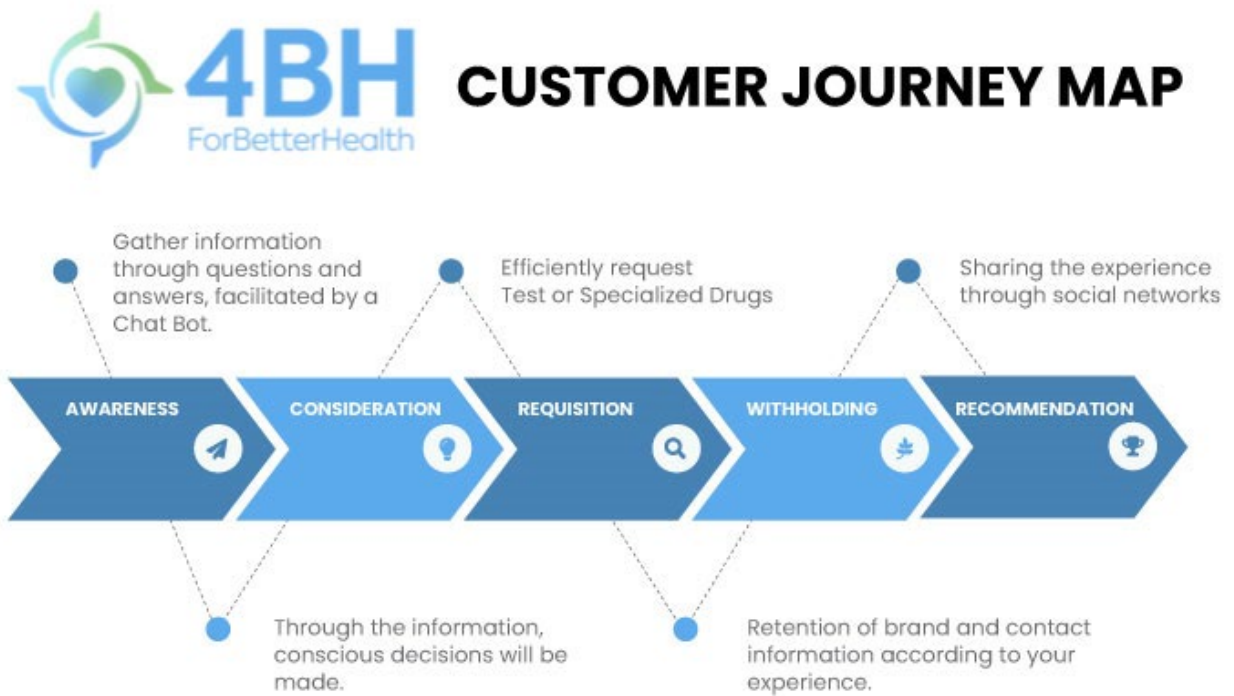 4BH
ForBetterHealth
CUSTOMER JOURNEY MAP
Gather information
through questions and
answers, facilitated by a
Chat Bot.
Efficiently request
Test or Specialized Drugs
Sharing the experience
through social networks
AWARENESS
CONSIDERATION
REQUISITION
WITHHOLDING
RECOMMENDATION
Through the information,
conscious decisions will be
made.
Retention of brand and contact
information according to your
experience.